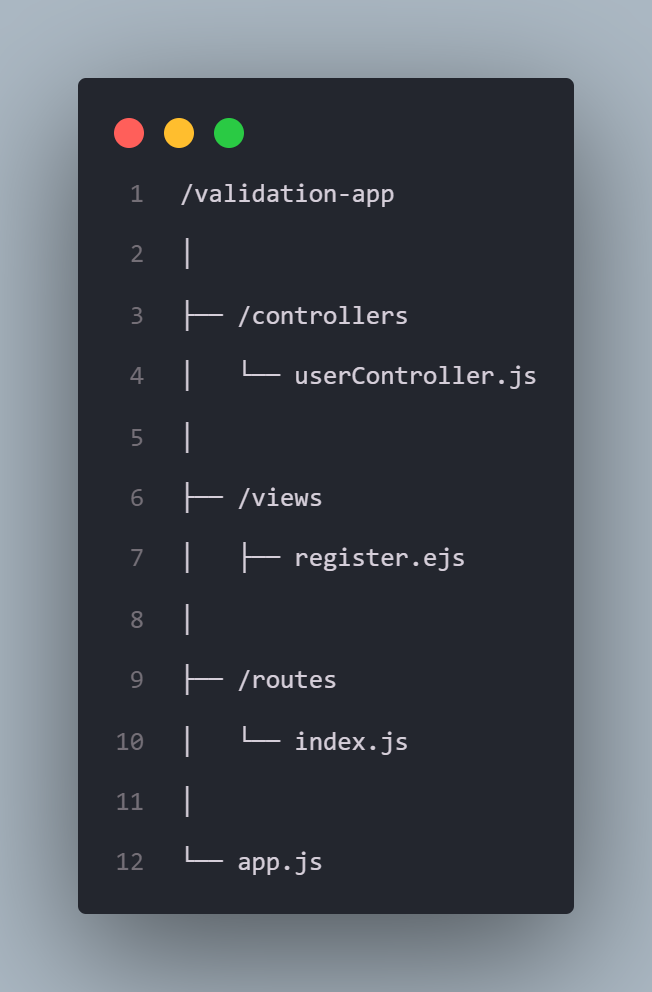 1 /validation-app
2 │
3 ├── /controllers
4 │   └── userController.js
5 │
6 ├── /views
7 │   ├── register.ejs
8 │
9 ├── /routes
10 │   └── index.js
11 │
12 └── app.js